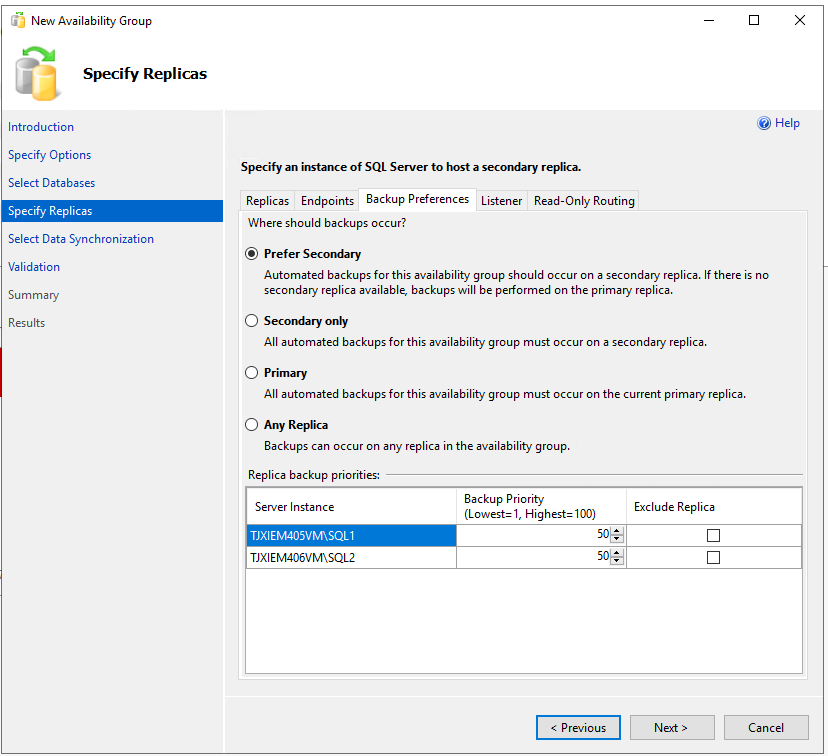 New Availability Group
Specify Replicas
Help
Introduction
Specify Options
Select Databases
Specify Replicas
Select Data Synchronization
Validation
Summary
Results
Specify an instance of SQL Server to host a secondary replica.
Replicas Endpoints Backup Preferences Listener Read-Only Routing
Where should backups occur?
Prefer Secondary
Automated backups for this availability group should occur on a secondary replica. If there is no
secondary replica available, backups will be performed on the primary replica.
Secondary only
All automated backups for this availability group must occur on a secondary replica.
Primary
All automated backups for this availability group must occur on the current primary replica.
Any Replica
Backups can occur on any replica in the availability group.
Replica backup priorities:
Server Instance Backup Priority
(Lowest=1, Highest=100) Exclude Replica
TJXIEM405VM\SQL1 50
TJXIEM406VM\SQL2 50
< Previous Next > Cancel